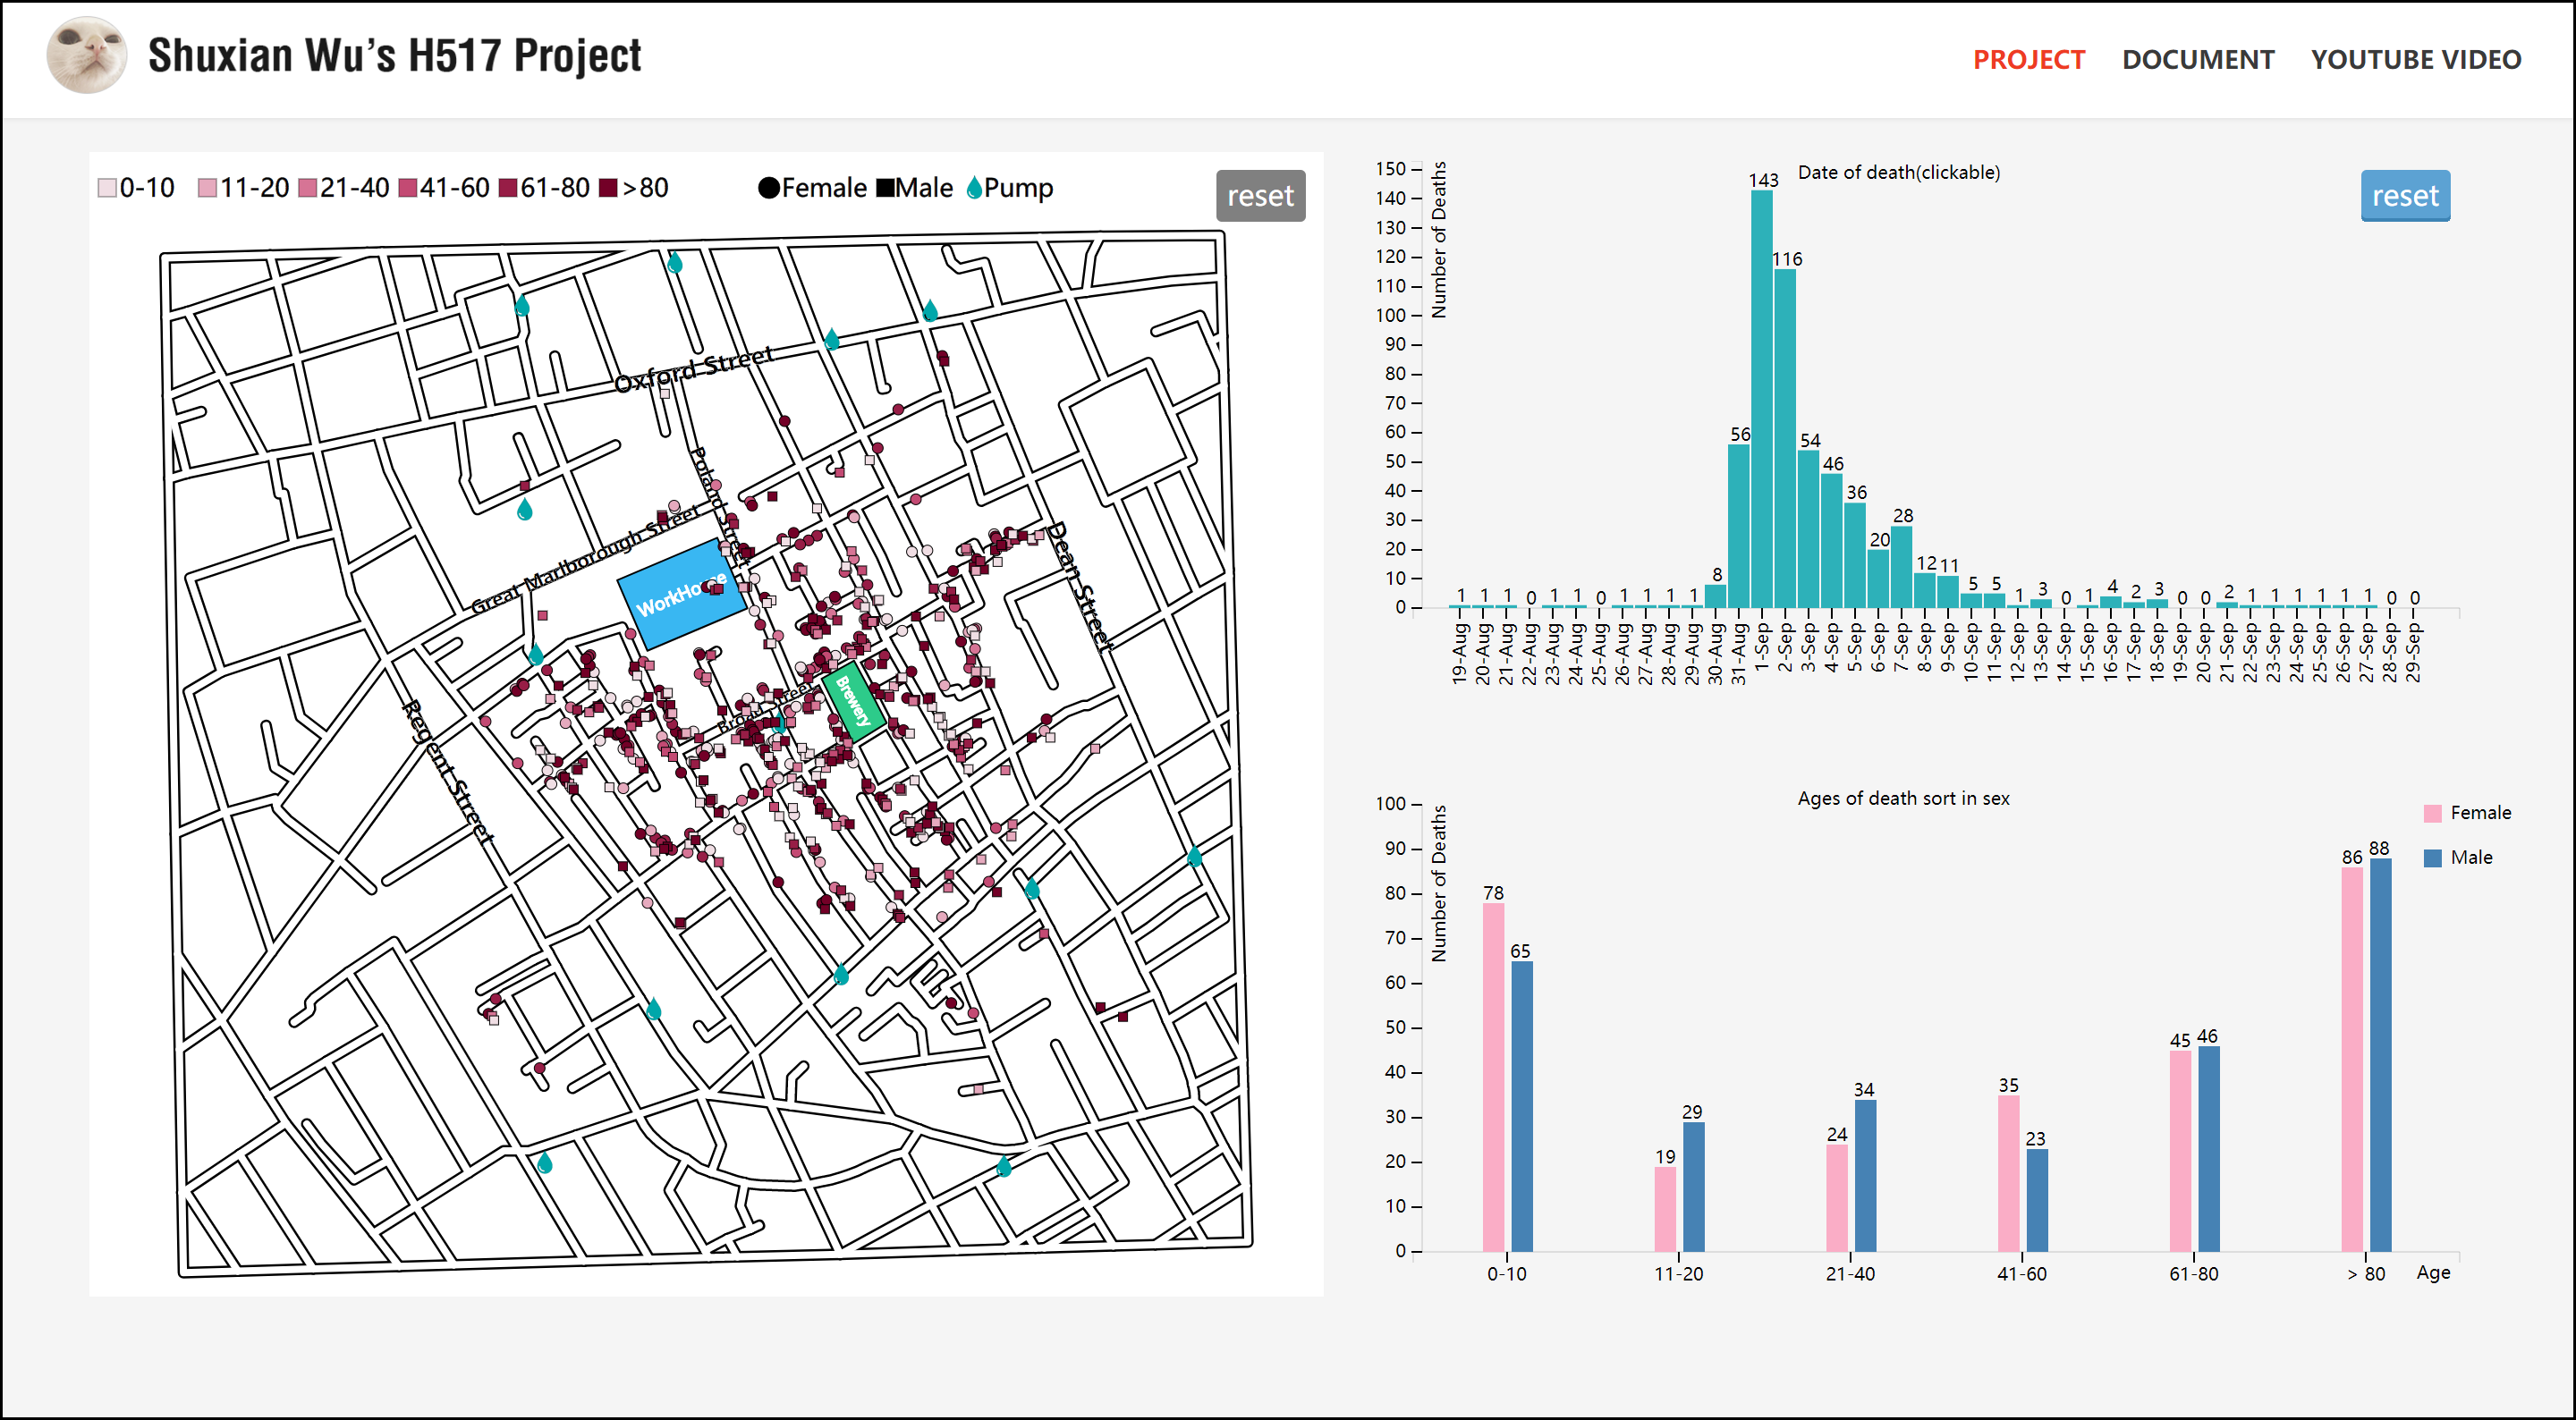 Shuxian Wu's H517 Project
PROJECT DOCUMENT YOUTUBE VIDEO
0-10 11-20 21-40 41-60 61-80 >80 Female Male Pump
reset
Oxford Street
Poland Street
Great Marlborough Street
Dean Street
WorkHouse
Broad Street
Brewery
Regent Street
Date of death(clickable)
reset
Number of Deaths
150
140
130
120
110
100
90
80
70
60
50
40
30
20
10
0
1 1 1 0 1 1 0 1 1 1 1 8 56 143 116 54 46 36 20 28 12 11 5 5 1 3 0 1 4 2 3 0 0 2 1 1 1 1 1 1 0 0
19-Aug 20-Aug 21-Aug 22-Aug 23-Aug 24-Aug 25-Aug 26-Aug 27-Aug 28-Aug 29-Aug 30-Aug 31-Aug 1-Sep 2-Sep 3-Sep 4-Sep 5-Sep 6-Sep 7-Sep 8-Sep 9-Sep 10-Sep 11-Sep 12-Sep 13-Sep 14-Sep 15-Sep 16-Sep 17-Sep 18-Sep 19-Sep 20-Sep 21-Sep 22-Sep 23-Sep 24-Sep 25-Sep 26-Sep 27-Sep 28-Sep 29-Sep
Ages of death sort in sex
Female
Male
Number of Deaths
100
90
80
70
60
50
40
30
20
10
0
78 65 19 29 24 34 35 23 45 46 86 88
0-10 11-20 21-40 41-60 61-80 > 80 Age